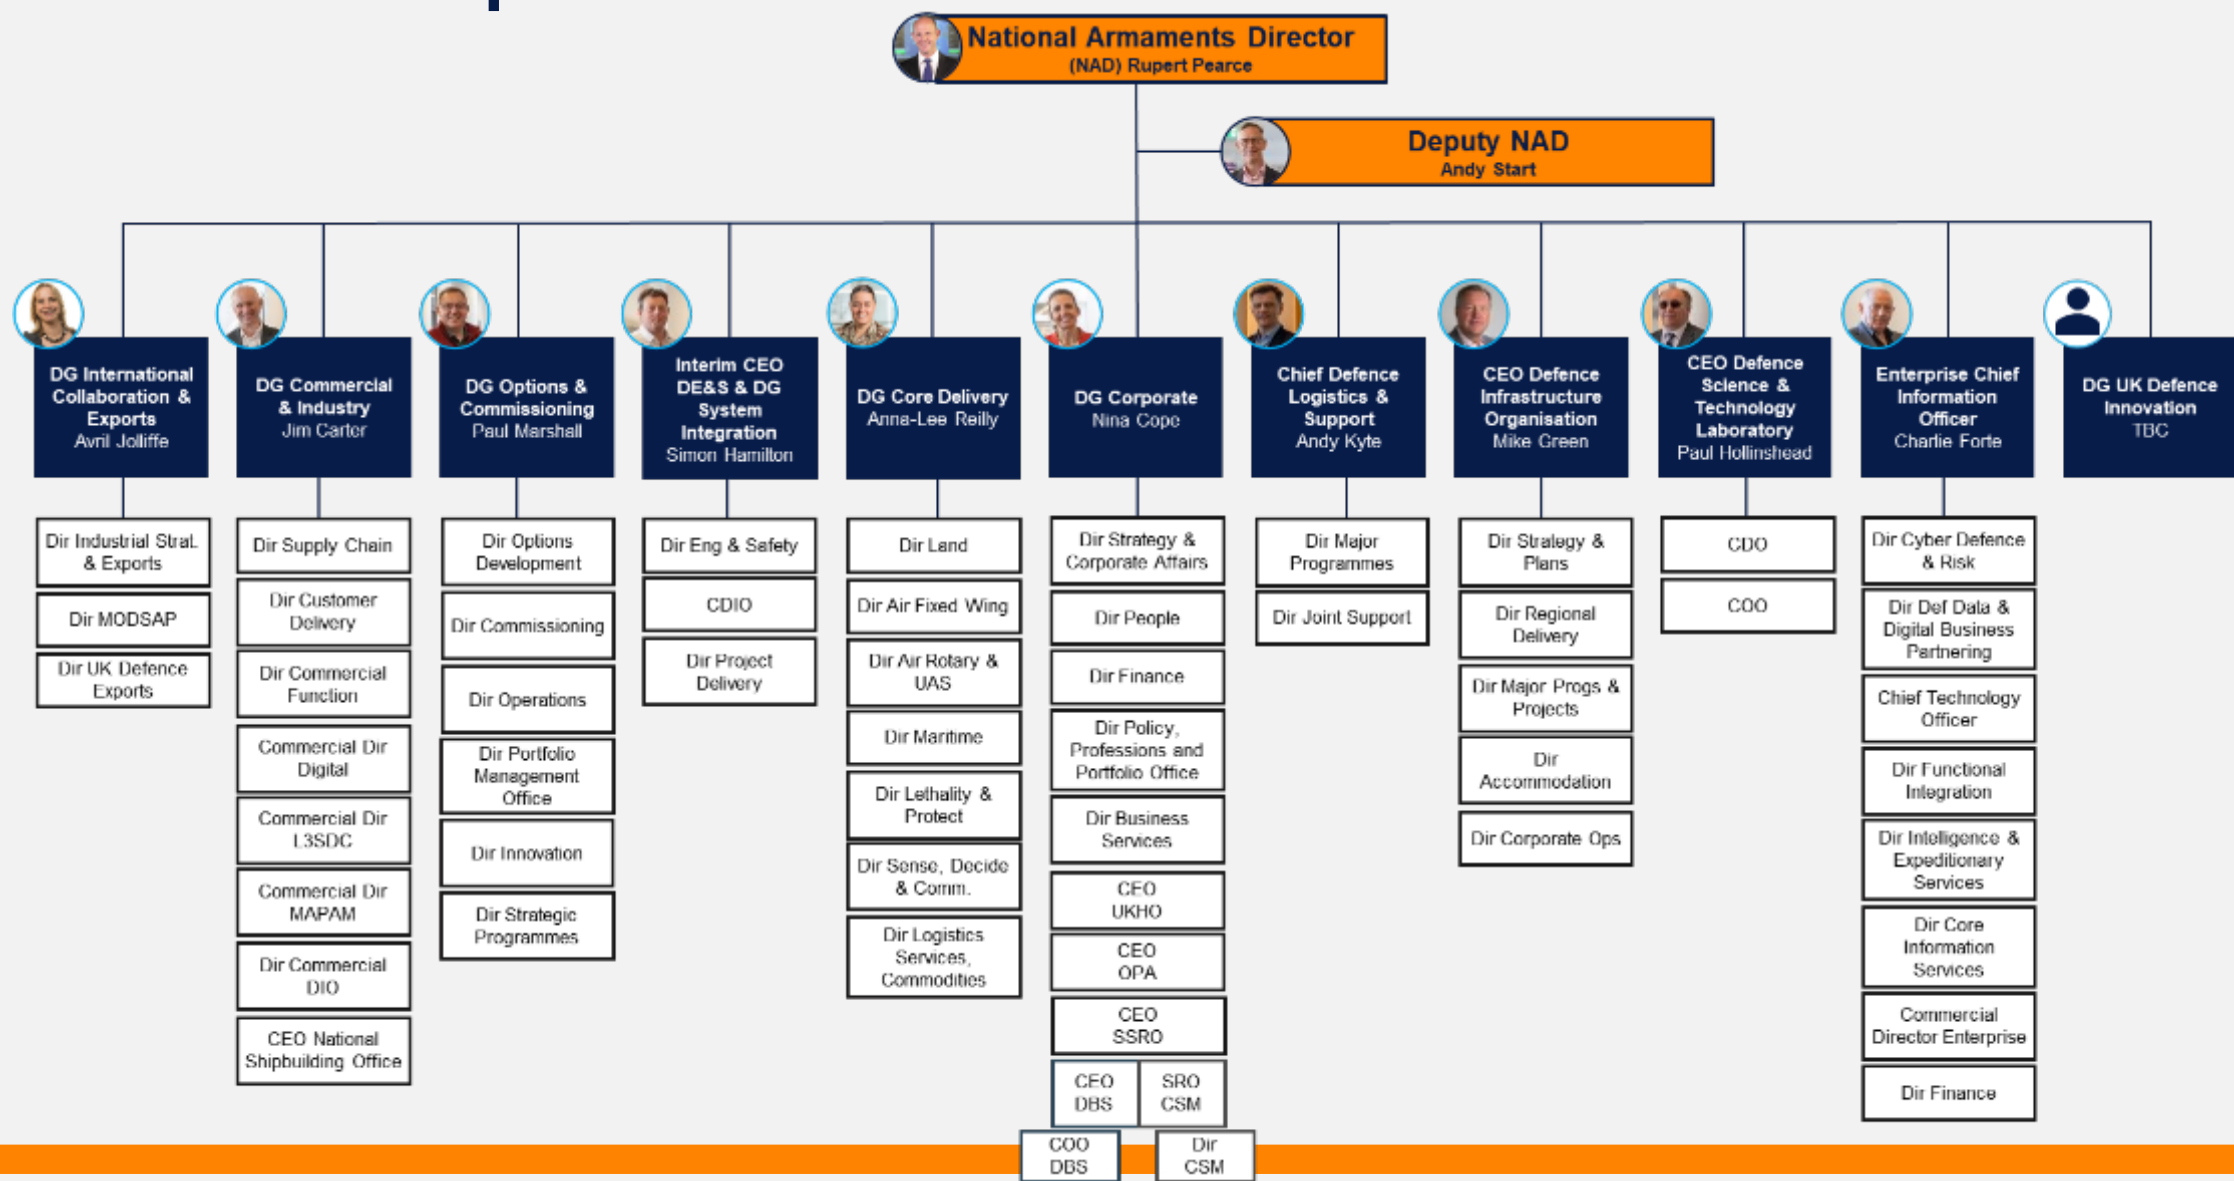 National Armaments Director
(NAD) Rupert Pearce
Deputy NAD
Andy Start
DG International
Collaboration &
Exports
Avril Jolliffe
DG Commercial
& Industry
Jim Carter
DG Options &
Commissioning
Paul Marshall
Interim CEO
DE&S & DG
System
Integration
Simon Hamilton
DG Core Delivery
Anna-Lee Reilly
DG Corporate
Nina Cope
Chief Defence
Logistics &
Support
Andy Kyte
CEO Defence
Infrastructure
Organisation
Mike Green
CEO Defence
Science &
Technology
Laboratory
Paul Hollinshead
Enterprise Chief
Information
Officer
Charlie Forte
DG UK Defence
Innovation
TBC
Dir Industrial Strat.
& Exports
Dir MODSAP
Dir UK Defence
Exports
Dir Supply Chain
Dir Customer
Delivery
Dir Commercial
Function
Commercial Dir
Digital
Commercial Dir
L3SDC
Commercial Dir
MAPAM
Dir Commercial
DIO
CEO National
Shipbuilding Office
Dir Options
Development
Dir Commissioning
Dir Operations
Dir Portfolio
Management
Office
Dir Innovation
Dir Strategic
Programmes
Dir Eng & Safety
CDIO
Dir Project
Delivery
Dir Land
Dir Air Fixed Wing
Dir Air Rotary &
UAS
Dir Maritime
Dir Lethality &
Protect
Dir Sense, Decide
& Comm.
Dir Logistics
Services,
Commodities
Dir Strategy &
Corporate Affairs
Dir People
Dir Finance
Dir Policy,
Professions and
Portfolio Office
Dir Business
Services
CEO
UKHO
CEO
OPA
CEO
SSRO
CEO
DBS
SRO
CSM
COO
DBS
Dir
CSM
Dir Major
Programmes
Dir Joint Support
Dir Strategy &
Plans
Dir Regional
Delivery
Dir Major Progs &
Projects
Dir
Accommodation
Dir Corporate Ops
CDO
COO
Dir Cyber Defence
& Risk
Dir Def Data &
Digital Business
Partnering
Chief Technology
Officer
Dir Functional
Integration
Dir Intelligence &
Expeditionary
Services
Dir Core
Information
Services
Commercial
Director Enterprise
Dir Finance